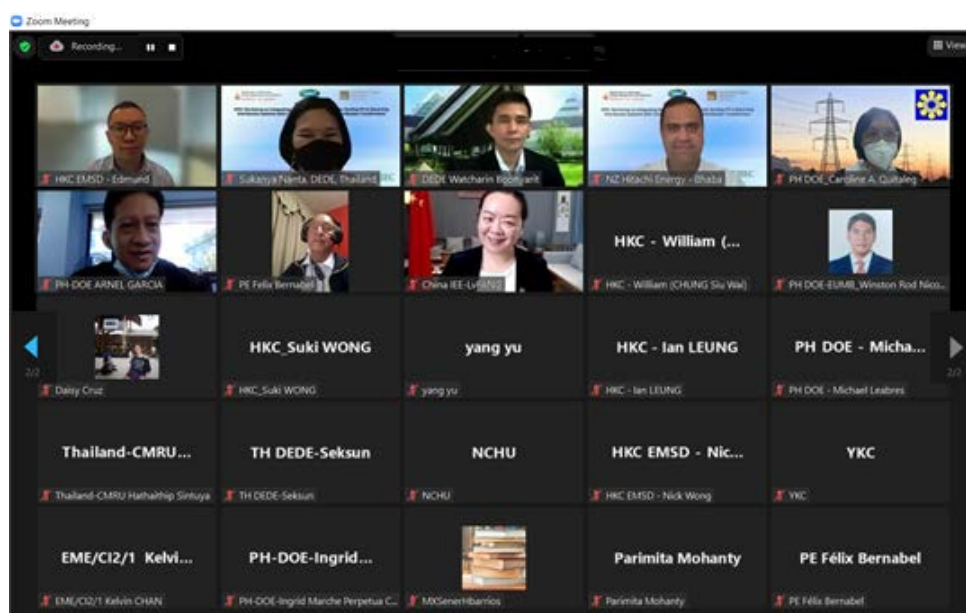 Zoom Meeting
Recording...
View
HKC EMSD - Edmund
Sukanya Nanta, DEDE, Thailand
DEDE Watcharin Boonyarit
NZ Hitachi Energy - Bhaba
PH DOE_Caroline A. Quitaleg
PH-DOE ARNEL GARCIA
PE Felix Bernabel
China IEE-LvFANG
HKC - William (...
HKC - William (CHUNG Siu Wai)
PH DOE-EUMB_Winston Rod Nico...
2/2
Daisy Cruz
HKC_Suki WONG
HKC_Suki WONG
yang yu
yang yu
HKC - Ian LEUNG
HKC - Ian LEUNG
PH DOE - Micha...
PH DOE - Michael Leabres
2/2
Thailand-CMRU...
Thailand-CMRU Hathaithip Sintuya
TH DEDE-Seksun
TH DEDE-Seksun
NCHU
NCHU
HKC EMSD - Nic...
HKC EMSD - Nick Wong
YKC
YKC
EME/CI2/1 Kelvi...
EME/CI2/1 Kelvin CHAN
PH-DOE-Ingrid...
PH-DOE-Ingrid Marche Perpetua C...
MXSenerHbarrios
Parimita Mohanty
Parimita Mohanty
PE Félix Bernabel
PE Félix Bernabel